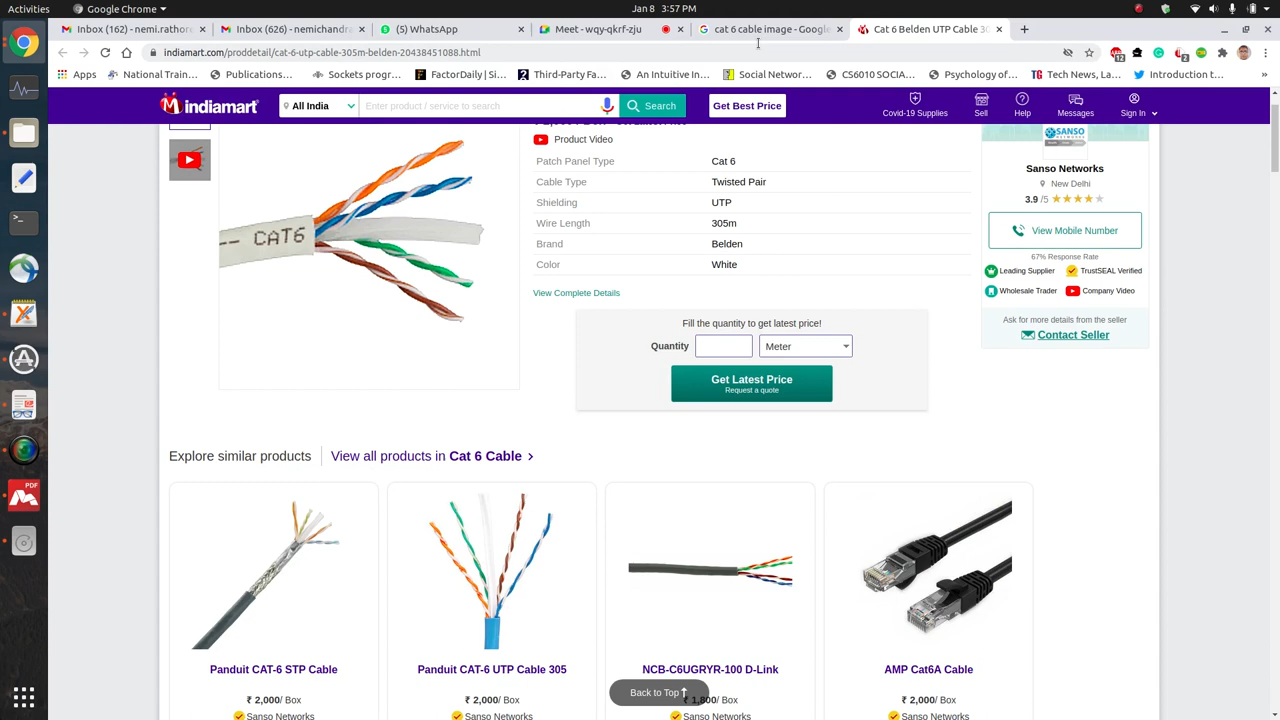 Activities
Google Chrome
Jan 8 3:57 PM
Inbox (162) - nemi.rathore
Inbox (626) - nemichandra
(5) WhatsApp
Meet - wqy-qkrf-zju
cat 6 cable image - Google
Cat 6 Belden UTP Cable 30
indiamart.com/proddetail/cat-6-utp-cable-305m-belden-20438451088.html
12
2
Apps
National Train...
Publications...
Sockets progr...
FactorDaily | Si...
Third-Party Fa...
An Intuitive In...
Social Networ...
CS6010 SOCIA...
Psychology of...
Tech News, La...
Introduction t...
»
indiamart
All India
Enter product / service to search
Search
Get Best Price
Covid-19 Supplies
Sell
Help
Messages
Sign In
Product Video
Patch Panel Type Cat 6
Cable Type Twisted Pair
Shielding UTP
Wire Length 305m
Brand Belden
Color White
View Complete Details
-- CAT6
Fill the quantity to get latest price!
Quantity
Meter
Get Latest Price
Request a quote
SANSO
Sanso Networks
New Delhi
3.9 /5
View Mobile Number
67% Response Rate
Leading Supplier
TrustSEAL Verified
Wholesale Trader
Company Video
Ask for more details from the seller
Contact Seller
Explore similar products
View all products in Cat 6 Cable
Panduit CAT-6 STP Cable
₹ 2,000/ Box
Sanso Networks
Panduit CAT-6 UTP Cable 305
₹ 2,000/ Box
Sanso Networks
NCB-C6UGRYR-100 D-Link
₹ 1,800/ Box
Sanso Networks
AMP Cat6A Cable
₹ 2,000/ Box
Sanso Networks
Back to Top
PDF